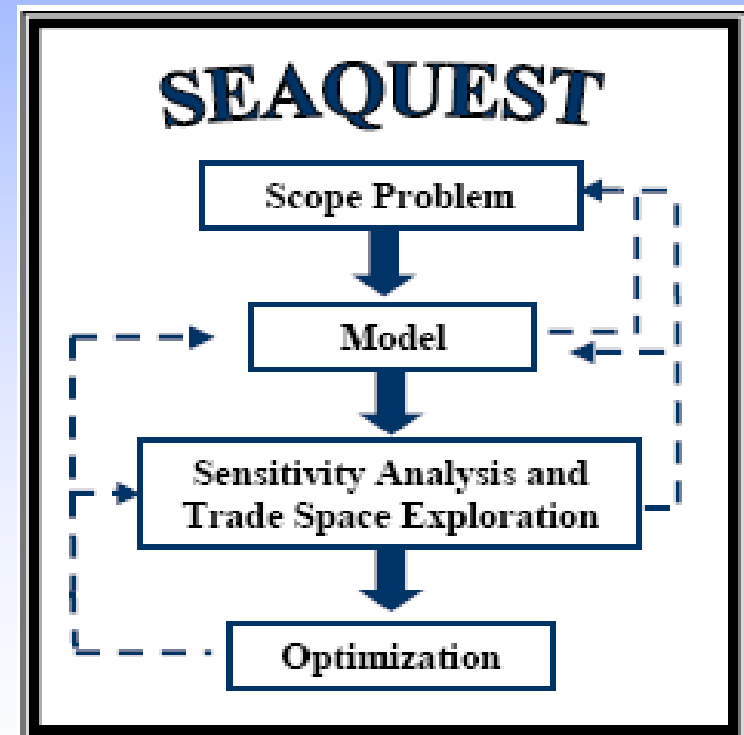 SEAQUEST
Scope Problem
Model
Sensitivity Analysis and
Trade Space Exploration
Optimization